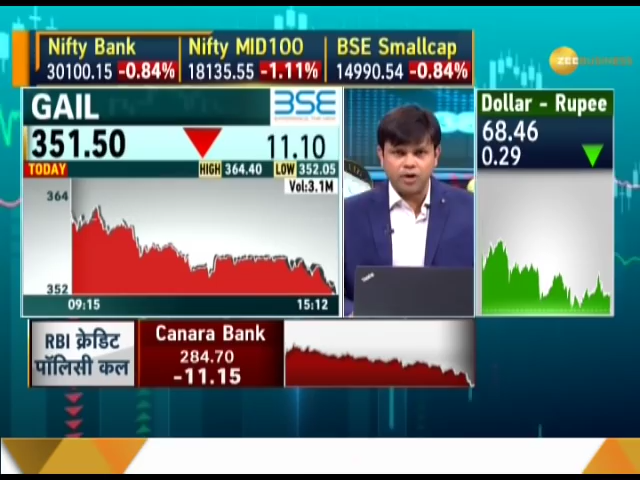 Nifty Bank
30100.15 -0.84%
Nifty MID100
18135.55 -1.11%
BSE Smallcap
14990.54 -0.84%
ZEE BUSINESS
GAIL
BSE
351.50
11.10
TODAY
HIGH 364.40
LOW 352.05
Vol:3.1M
364
352
09:15
15:12
Dollar - Rupee
68.46
0.29
RBI क्रेडिट
पॉलिसी कल
Canara Bank
284.70
-11.15